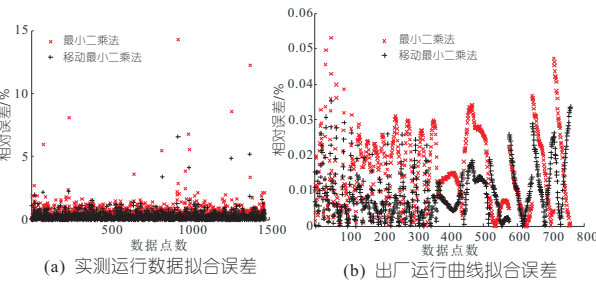 15
10
5
0
相对误差/%
× 最小二乘法
+ 移动最小二乘法
500
1000
1500
数据点数
(a) 实测运行数据拟合误差
0.06
0.05
0.04
0.03
0.02
0.01
0
相对误差/%
× 最小二乘法
+ 移动最小二乘法
100 200 300 400 500 600 700 800
数据点数
(b) 出厂运行曲线拟合误差